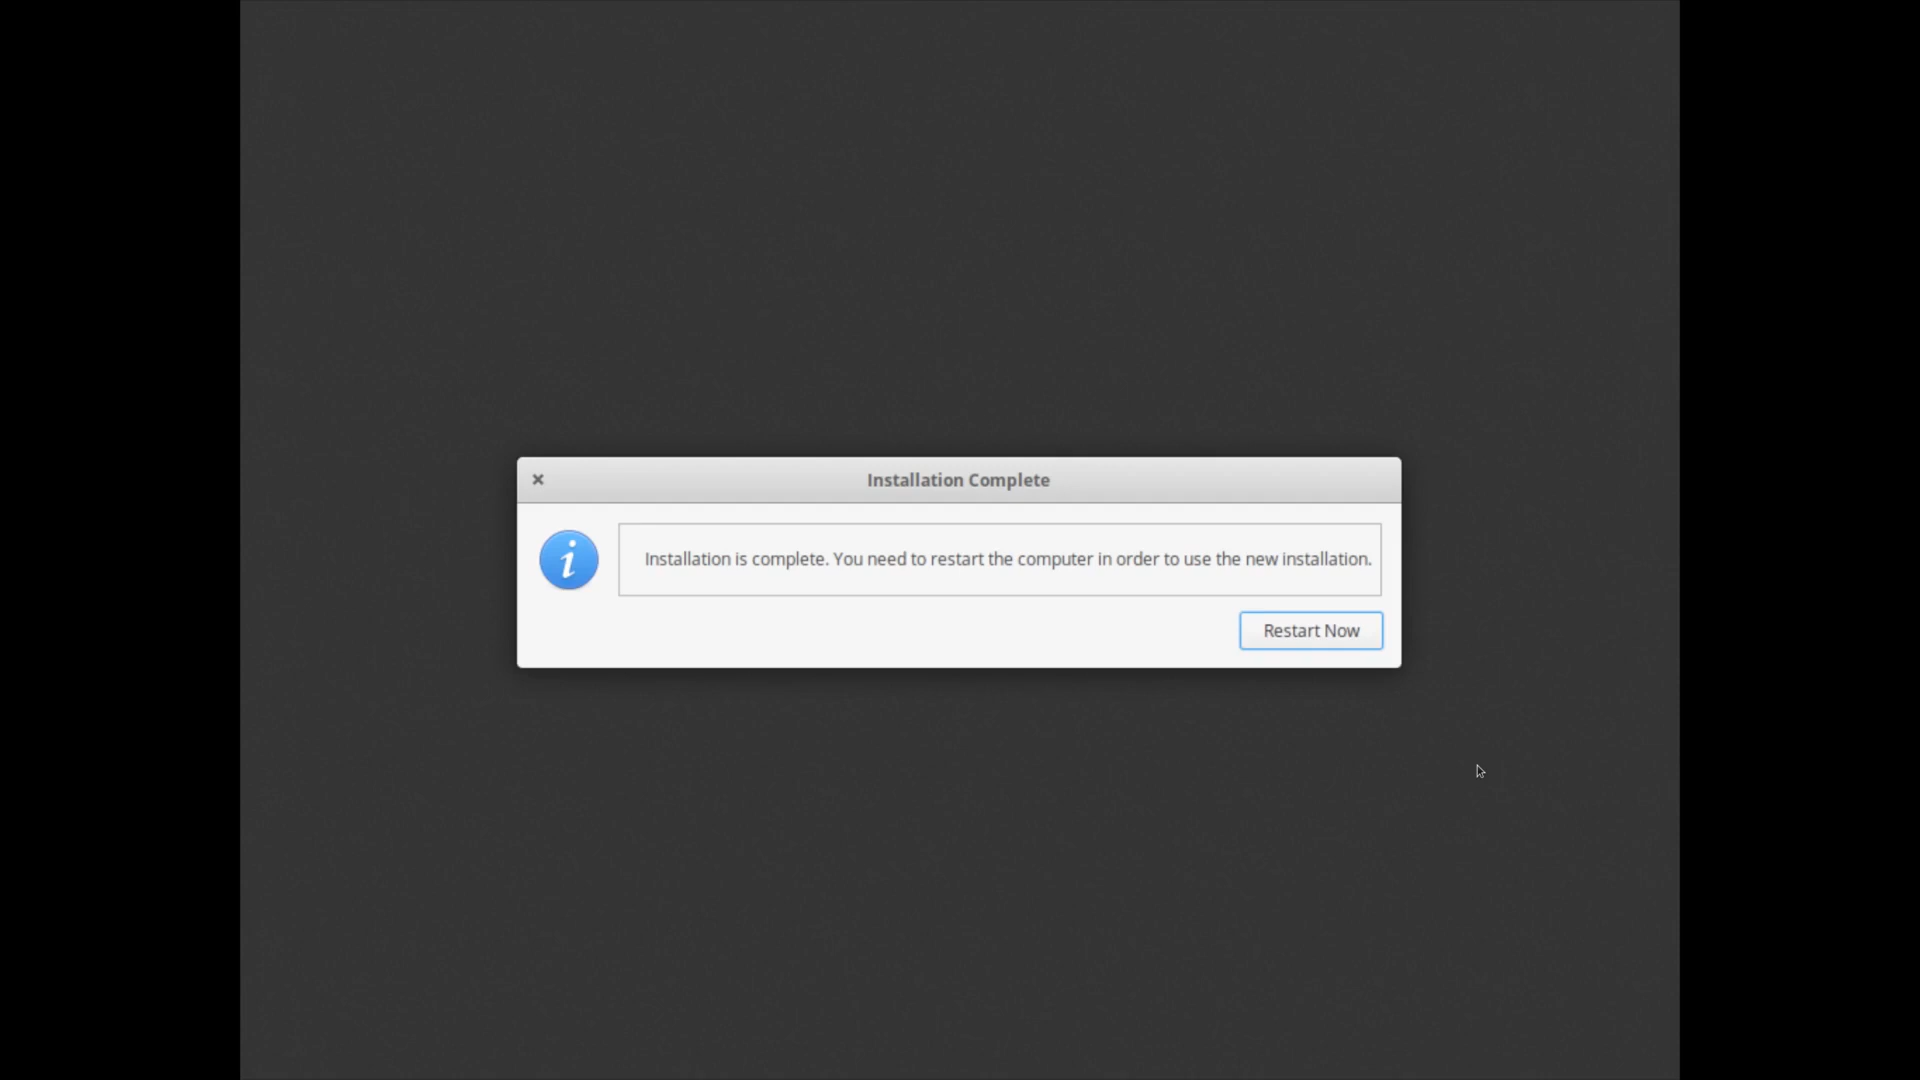 Installation Complete
Installation is complete. You need to restart the computer in order to use the new installation.
Restart Now